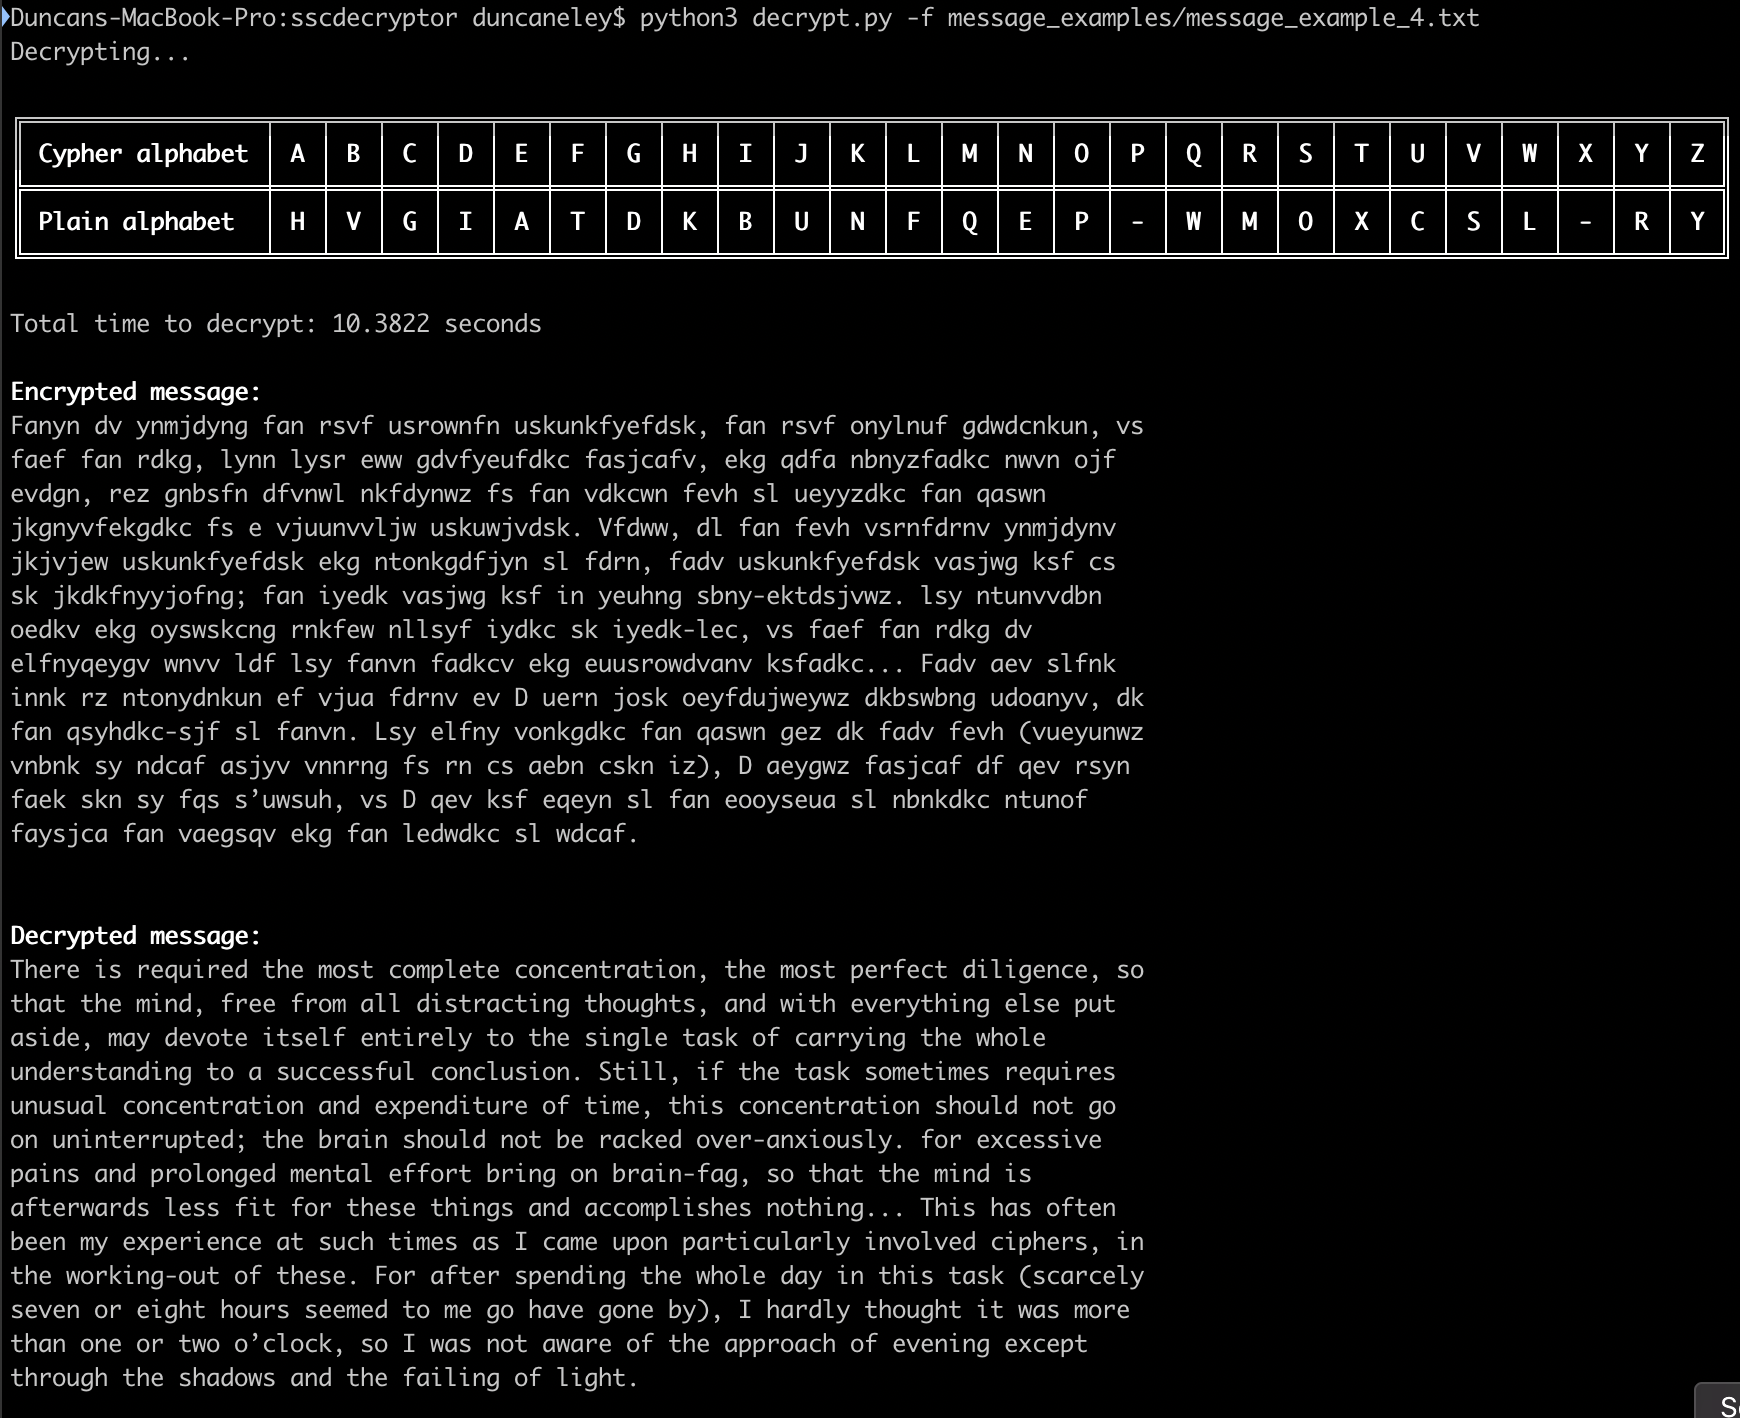 Duncans-MacBook-Pro:sscdecryptor duncaneley$ python3 decrypt.py -f message_examples/message_example_4.txt
Decrypting...
Cypher alphabet A B C D E F G H I J K L M N O P Q R S T U V W X Y Z
Plain alphabet H V G I A T D K B U N F Q E P - W M O X C S L - R Y
Total time to decrypt: 10.3822 seconds
Encrypted message:
Fanyn dv ynmjdyng fan rsvf usrownfn uskunkfyefdsk, fan rsvf onylnuf gdwdcnkun, vs
faef fan rdkg, lynn lysr eww gdvfyeufdkc fasjcafv, ekg qdfa nbnyzfadkc nwvn ojf
evdgn, rez gnbsfn dfvnwl nkfdynwz fs fan vdkcwn fevh sl ueyyzdkc fan qaswn
jkgnyvfekgdkc fs e vjuunvvljw uskuwjvdsk. Vfdww, dl fan fevh vsrnfdrnv ynmjdynv
jkjvjew uskunkfyefdsk ekg ntonkgdfjyn sl fdrn, fadv uskunkfyefdsk vasjwg ksf cs
sk jkdkfnyyjofng; fan iyedk vasjwg ksf in yeuhng sbny-ektdsjvwz. lsy ntunvvdbn
oedkv ekg oyswskcng rnkfew nllsyf iydkc sk iyedk-lec, vs faef fan rdkg dv
elfnyqeygv wnvv ldf lsy fanvn fadkcv ekg euusrowdvanv ksfadkc... Fadv aev slfnk
innk rz ntonydnkun ef vjua fdrnv ev D uern josk oeyfdujweywz dkbswbng udoanyv, dk
fan qsyhdkc-sjf sl fanvn. Lsy elfny vonkgdkc fan qaswn gez dk fadv fevh (vueyunwz
vnbnk sy ndcaf asjyv vnnrng fs rn cs aebn cskn iz), D aeygwz fasjcaf df qev rsyn
faek skn sy fqs s’uwsuh, vs D qev ksf eqeyn sl fan eooyseua sl nbnkdkc ntunof
faysjca fan vaegsqv ekg fan ledwdkc sl wdcaf.
Decrypted message:
There is required the most complete concentration, the most perfect diligence, so
that the mind, free from all distracting thoughts, and with everything else put
aside, may devote itself entirely to the single task of carrying the whole
understanding to a successful conclusion. Still, if the task sometimes requires
unusual concentration and expenditure of time, this concentration should not go
on uninterrupted; the brain should not be racked over-anxiously. for excessive
pains and prolonged mental effort bring on brain-fag, so that the mind is
afterwards less fit for these things and accomplishes nothing... This has often
been my experience at such times as I came upon particularly involved ciphers, in
the working-out of these. For after spending the whole day in this task (scarcely
seven or eight hours seemed to me go have gone by), I hardly thought it was more
than one or two o’clock, so I was not aware of the approach of evening except
through the shadows and the failing of light.